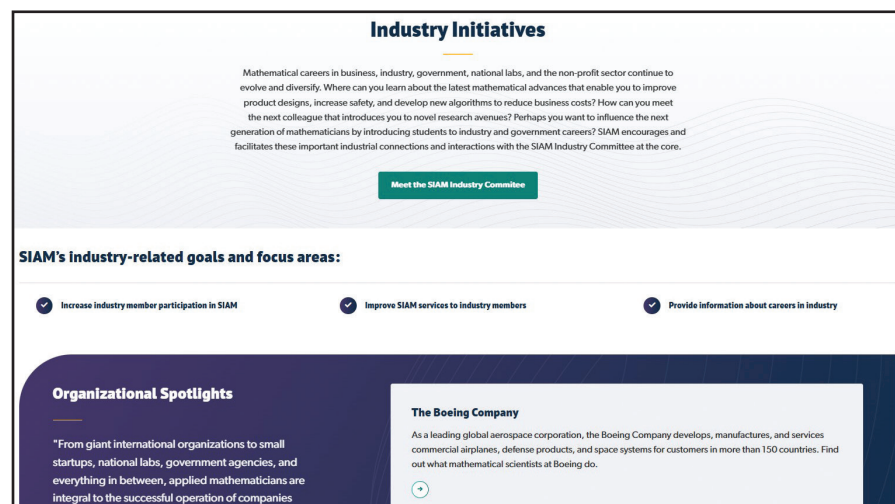 Industry Initiatives
Mathematical careers in business, industry, government, national labs, and the non-profit sector continue to
evolve and diversify. Where can you learn about the latest mathematical advances that enable you to improve
product designs, increase safety, and develop new algorithms to reduce business costs? How can you meet
the next colleague that introduces you to novel research avenues? Perhaps you want to influence the next
generation of mathematicians by introducing students to industry and government careers? SIAM encourages and
facilitates these important industrial connections and interactions with the SIAM Industry Committee at the core.
Meet the SIAM Industry Commitee
SIAM's industry-related goals and focus areas:
Increase industry member participation in SIAM
Improve SIAM services to industry members
Provide information about careers in industry
Organizational Spotlights
"From giant international organizations to small
startups, national labs, government agencies, and
everything in between, applied mathematicians are
integral to the successful operation of companies
The Boeing Company
As a leading global aerospace corporation, the Boeing Company develops, manufactures, and services
commercial airplanes, defense products, and space systems for customers in more than 150 countries. Find
out what mathematical scientists at Boeing do.